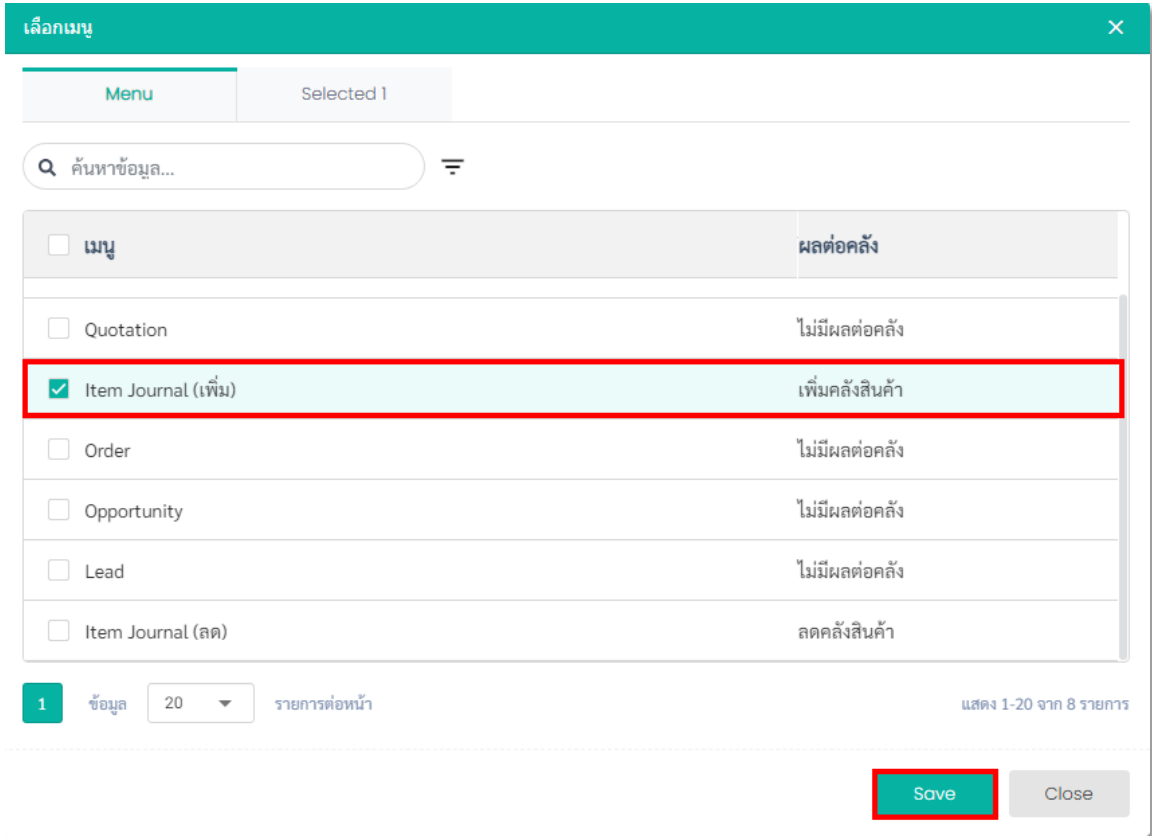 เลือกเมนู
Menu Selected 1
ค้นหาข้อมูล...
เมนู ผลต่อคลัง
Quotation ไม่มีผลต่อคลัง
Item Journal (เพิ่ม) เพิ่มคลังสินค้า
Order ไม่มีผลต่อคลัง
Opportunity ไม่มีผลต่อคลัง
Lead ไม่มีผลต่อคลัง
Item Journal (ลด) ลดคลังสินค้า
1 ข้อมูล 20 รายการต่อหน้า แสดง 1-20 จาก 8 รายการ
Save Close